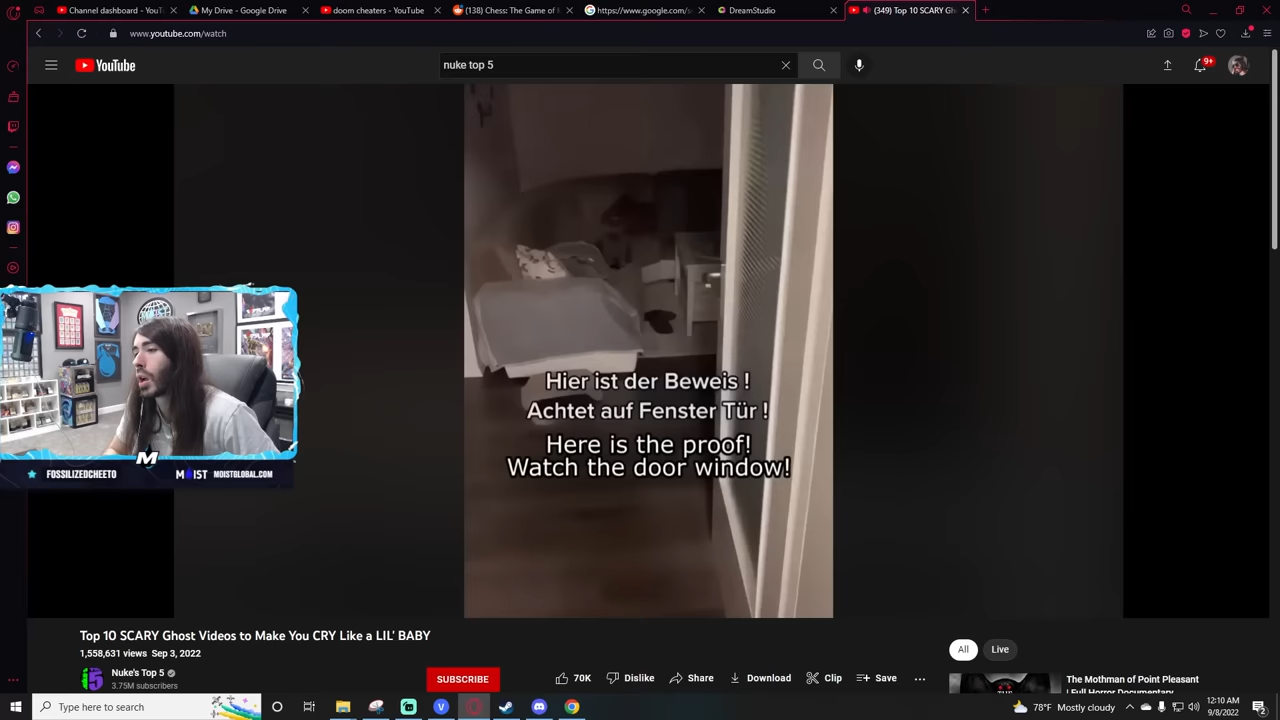 Channel dashboard - YouT
My Drive - Google Drive
doom cheaters - YouTube
(138) Chess: The Game of
https://www.google.com/s
DreamStudio
(349) Top 10 SCARY Gh
www.youtube.com/watch
YouTube
nuke top 5
9+
Hier ist der Beweis !
Achtet auf Fenster Tür !
Here is the proof!
Watch the door window!
FOSSILIZEDCHEETO
MOIST
MOISTGLOBAL.COM
Top 10 SCARY Ghost Videos to Make You CRY Like a LIL' BABY
1,558,631 views Sep 3, 2022
Nuke's Top 5
3.75M subscribers
SUBSCRIBE
70K
Dislike
Share
Download
Clip
Save
All
Live
The Mothman of Point Pleasant
| Full Horror Documentary
Type here to search
78°F Mostly cloudy
12:10 AM
9/8/2022